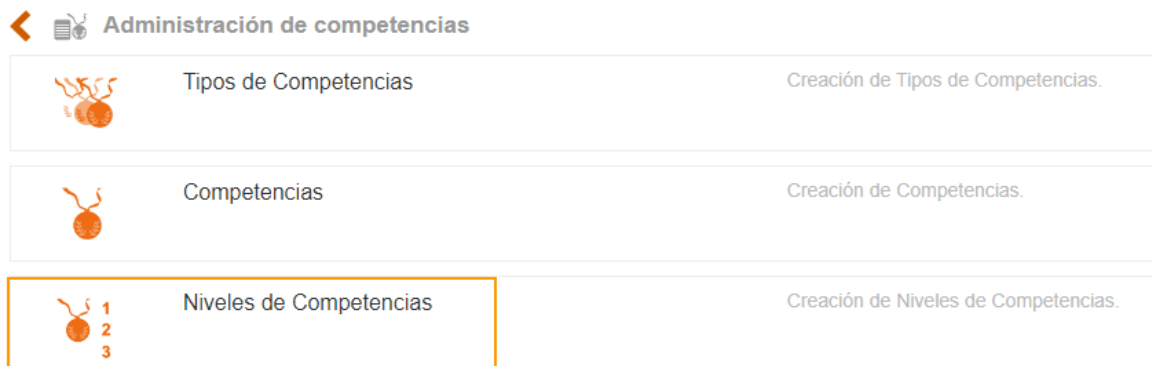 Administración de competencias
Tipos de Competencias
Creación de Tipos de Competencias.
Competencias
Creación de Competencias.
Niveles de Competencias
Creación de Niveles de Competencias.
1
2
3